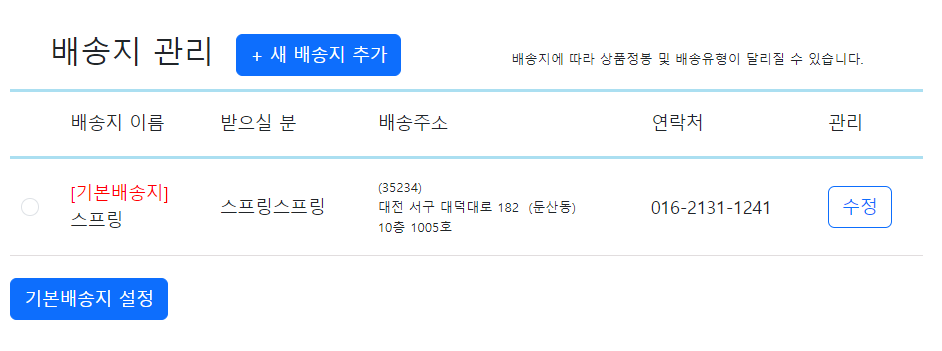 배송지 관리
+ 새 배송지 추가
배송지에 따라 상품정봉 및 배송유형이 달리질 수 있습니다.
배송지 이름 받으실 분 배송주소 연락처 관리
[기본배송지]
스프링
스프링스프링
(35234)
대전 서구 대덕대로 182 (둔산동)
10층 1005호
016-2131-1241
수정
기본배송지 설정